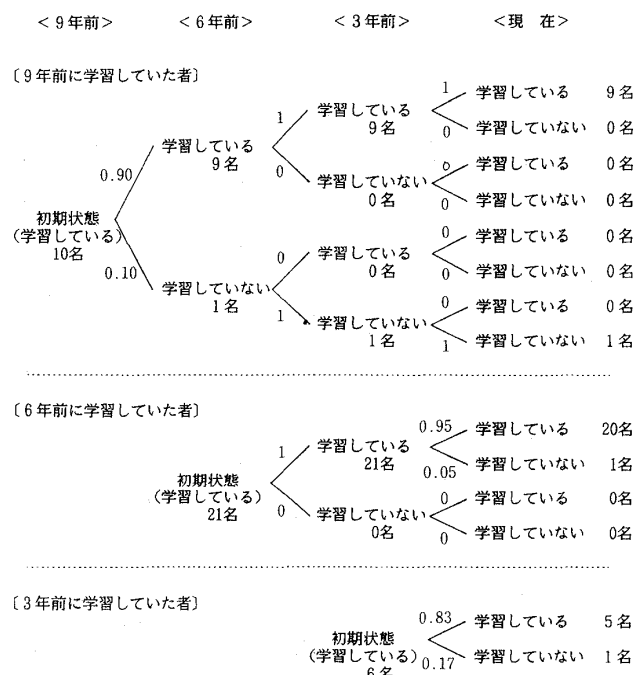 ＜９年前＞ ＜６年前＞ ＜３年前＞ ＜現　在＞
〔９年前に学習していた者〕
1 学習している 9名
学習している
9名
1
0 学習していない 0名
学習している
9名
0.90
0
0 学習している 0名
学習していない
0名
0 学習していない 0名
初期状態
(学習している)
10名
0 学習している 0名
学習している
0名
0
0 学習していない 0名
0.10
学習していない
1名
1
0 学習している 0名
学習していない
1名
1 学習していない 1名
〔６年前に学習していた者〕
0.95 学習している 20名
学習している
21名
1
0.05 学習していない 1名
初期状態
(学習している)
21名
0
0 学習している 0名
学習していない
0名
0 学習していない 0名
〔３年前に学習していた者〕
0.83 学習している 5名
初期状態
(学習している)
6名
0.17 学習していない 1名